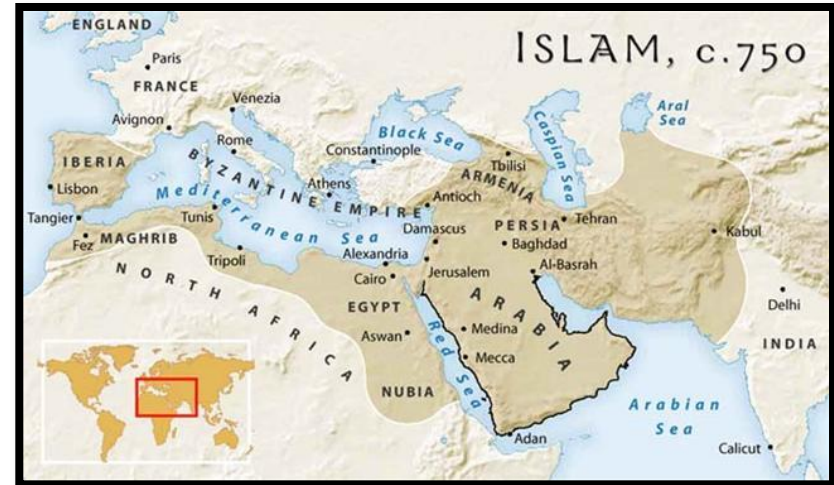 ISLAM, c.750
ENGLAND
Paris
FRANCE
Venezia
Avignon
Rome
IBERIA
Lisbon
Black Sea
Constantinople
Caspian Sea
Aral
Sea
Tbilisi
ARMENIA
BYZANTINE EMPIRE
Athens
Antioch
Mediterranean Sea
Tangier
Fez
MAGHRIB
Tunis
Tripoli
Damascus
PERSIA
Tehran
Baghdad
Kabul
Alexandria
Jerusalem
Al-Basrah
Cairo
NORTH AFRICA
EGYPT
ARABIA
Delhi
Aswan
Red Sea
Medina
INDIA
Mecca
NUBIA
Arabian
Sea
Adan
Calicut